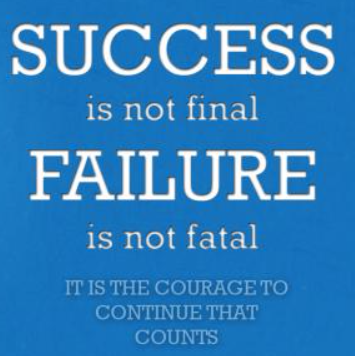 SUCCESS
is not final
FAILURE
is not fatal
IT IS THE COURAGE TO
CONTINUE THAT
COUNTS